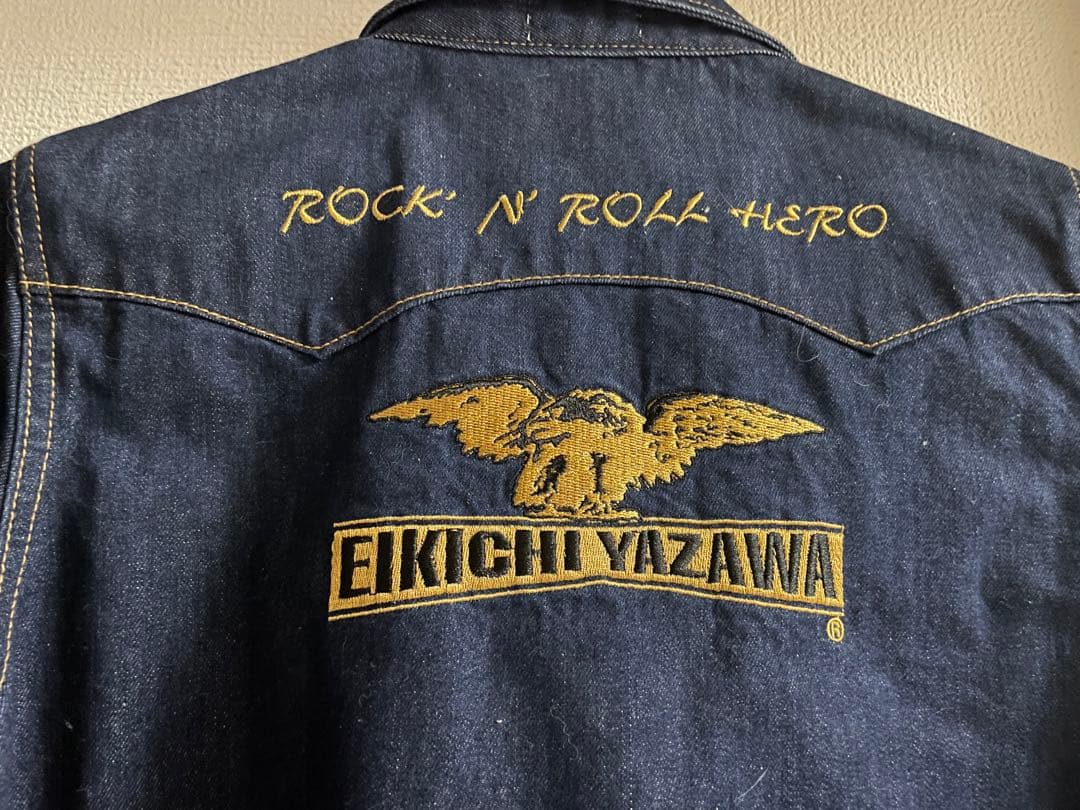 ROCK' N' ROLL HERO
EIKICHI YAZAWA
®